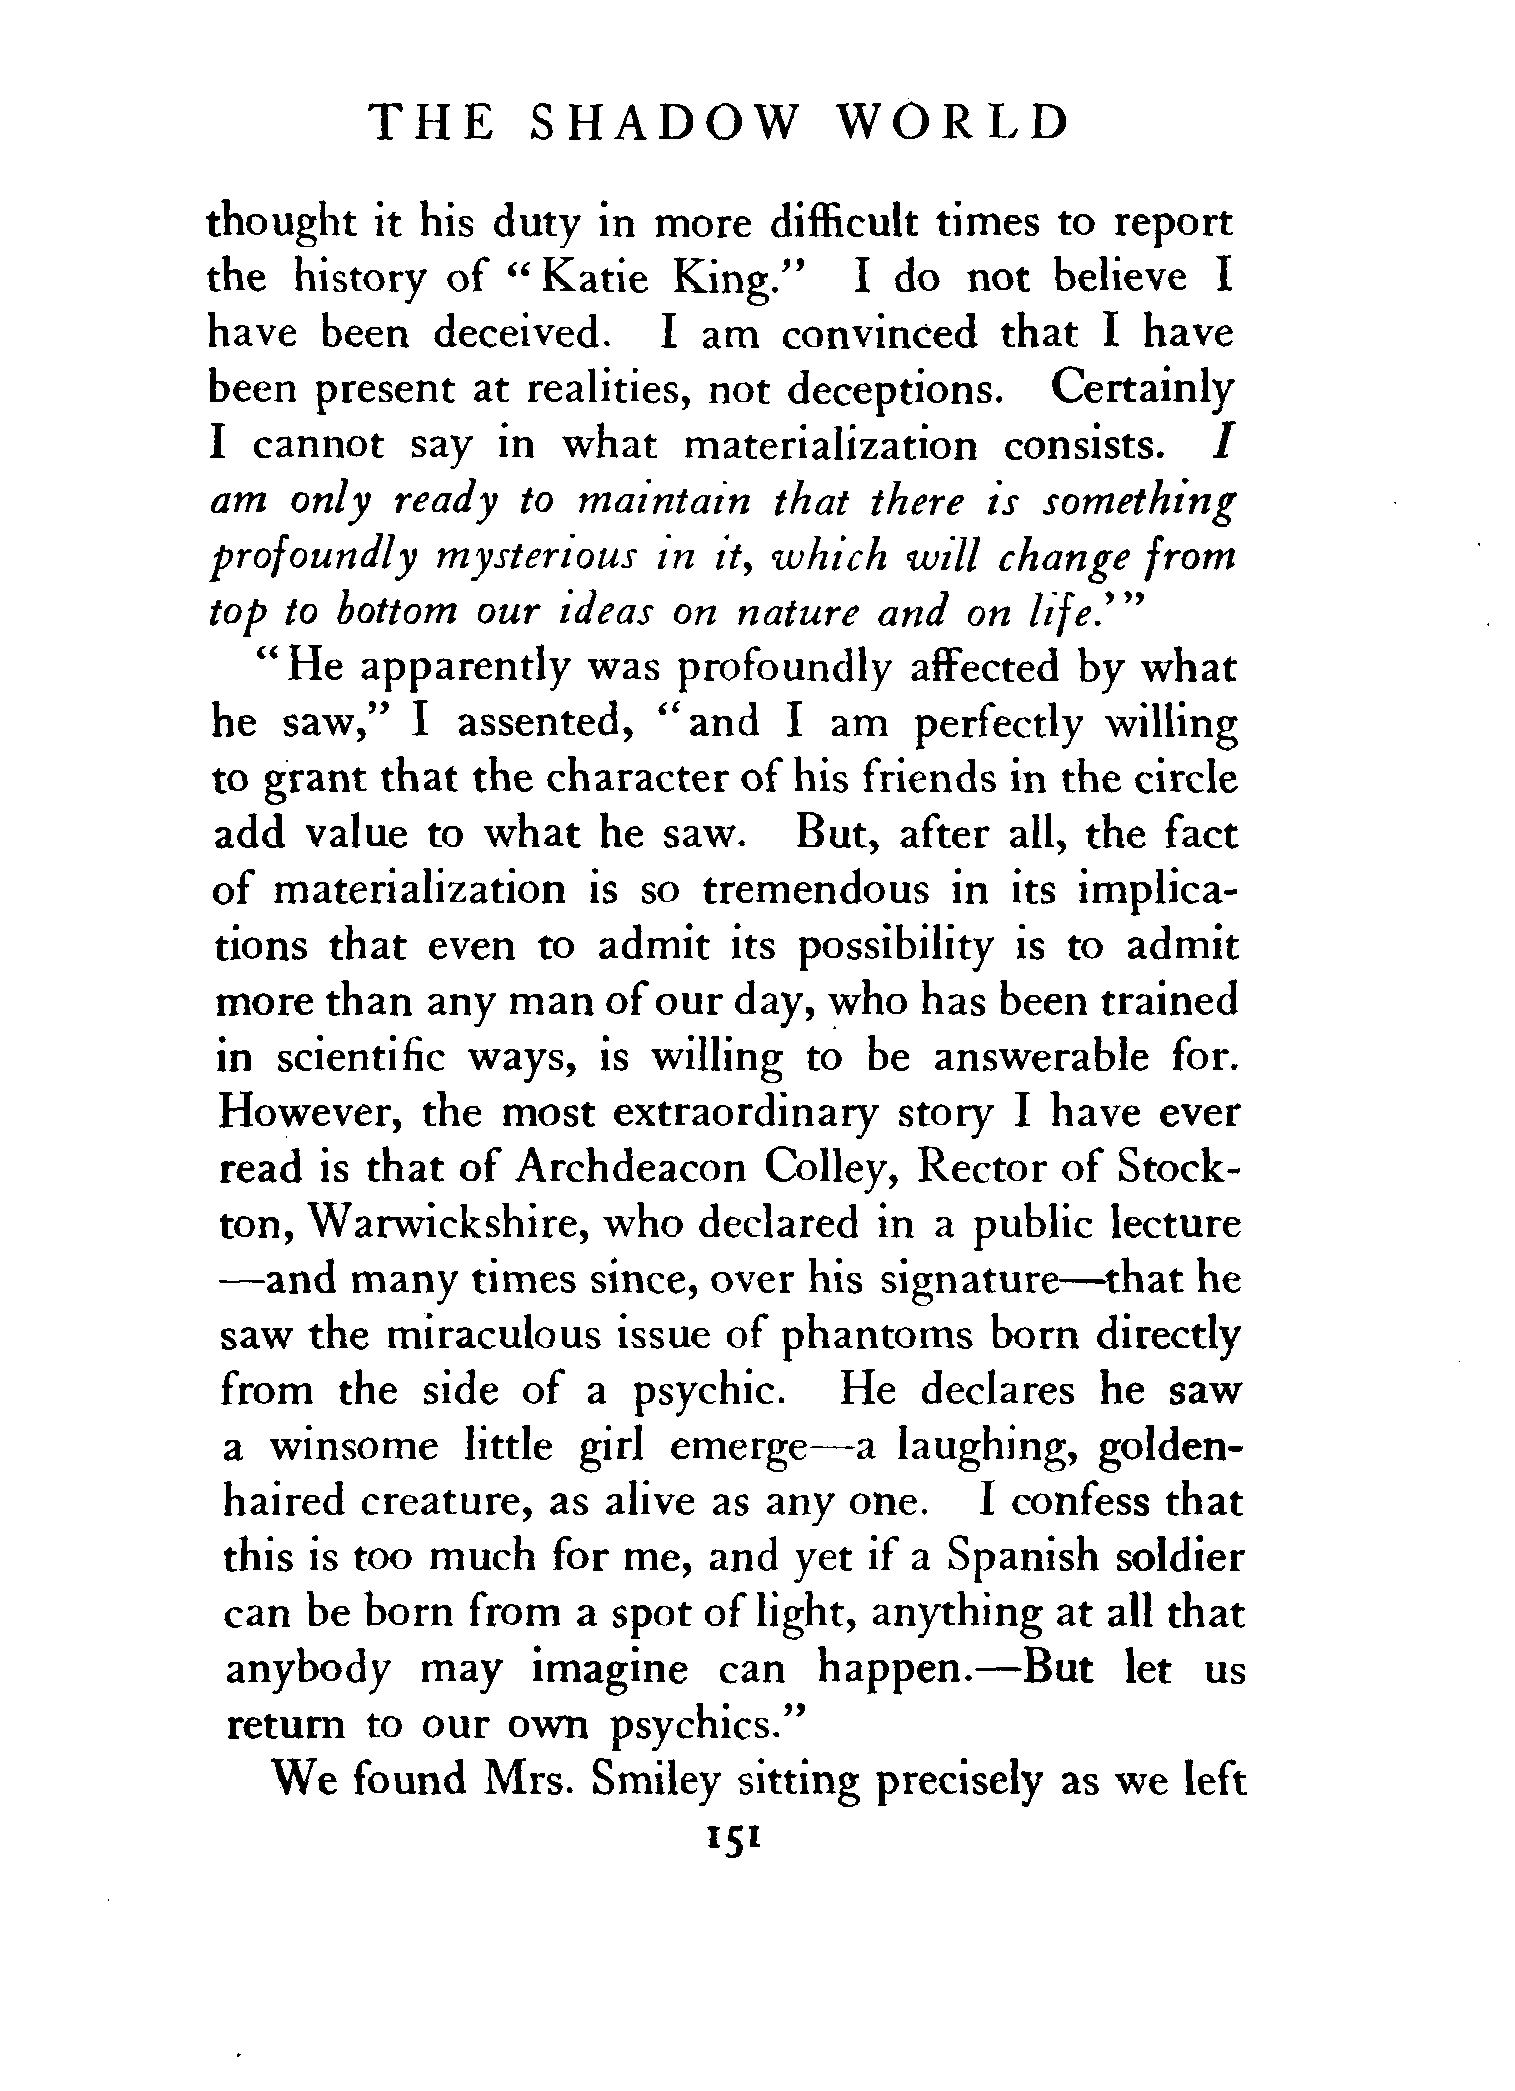 THE SHADOW WORLD
thought it his duty in more difficult times to report
the history of “Katie King.” I do not believe I
have been deceived. I am convinced that I have
been present at realities, not deceptions. Certainly
I cannot say in what materialization consists. I
am only ready to maintain that there is something
profoundly mysterious in it, which will change from
top to bottom our ideas on nature and on life.’”
“He apparently was profoundly affected by what
he saw,” I assented, “and I am perfectly willing
to grant that the character of his friends in the circle
add value to what he saw. But, after all, the fact
of materialization is so tremendous in its implica-
tions that even to admit its possibility is to admit
more than any man of our day, who has been trained
in scientific ways, is willing to be answerable for.
However, the most extraordinary story I have ever
read is that of Archdeacon Colley, Rector of Stock-
ton, Warwickshire, who declared in a public lecture
—and many times since, over his signature—that he
saw the miraculous issue of phantoms born directly
from the side of a psychic. He declares he saw
a winsome little girl emerge—a laughing, golden-
haired creature, as alive as any one. I confess that
this is too much for me, and yet if a Spanish soldier
can be born from a spot of light, anything at all that
anybody may imagine can happen.—But let us
return to our own psychics.”
We found Mrs. Smiley sitting precisely as we left
151